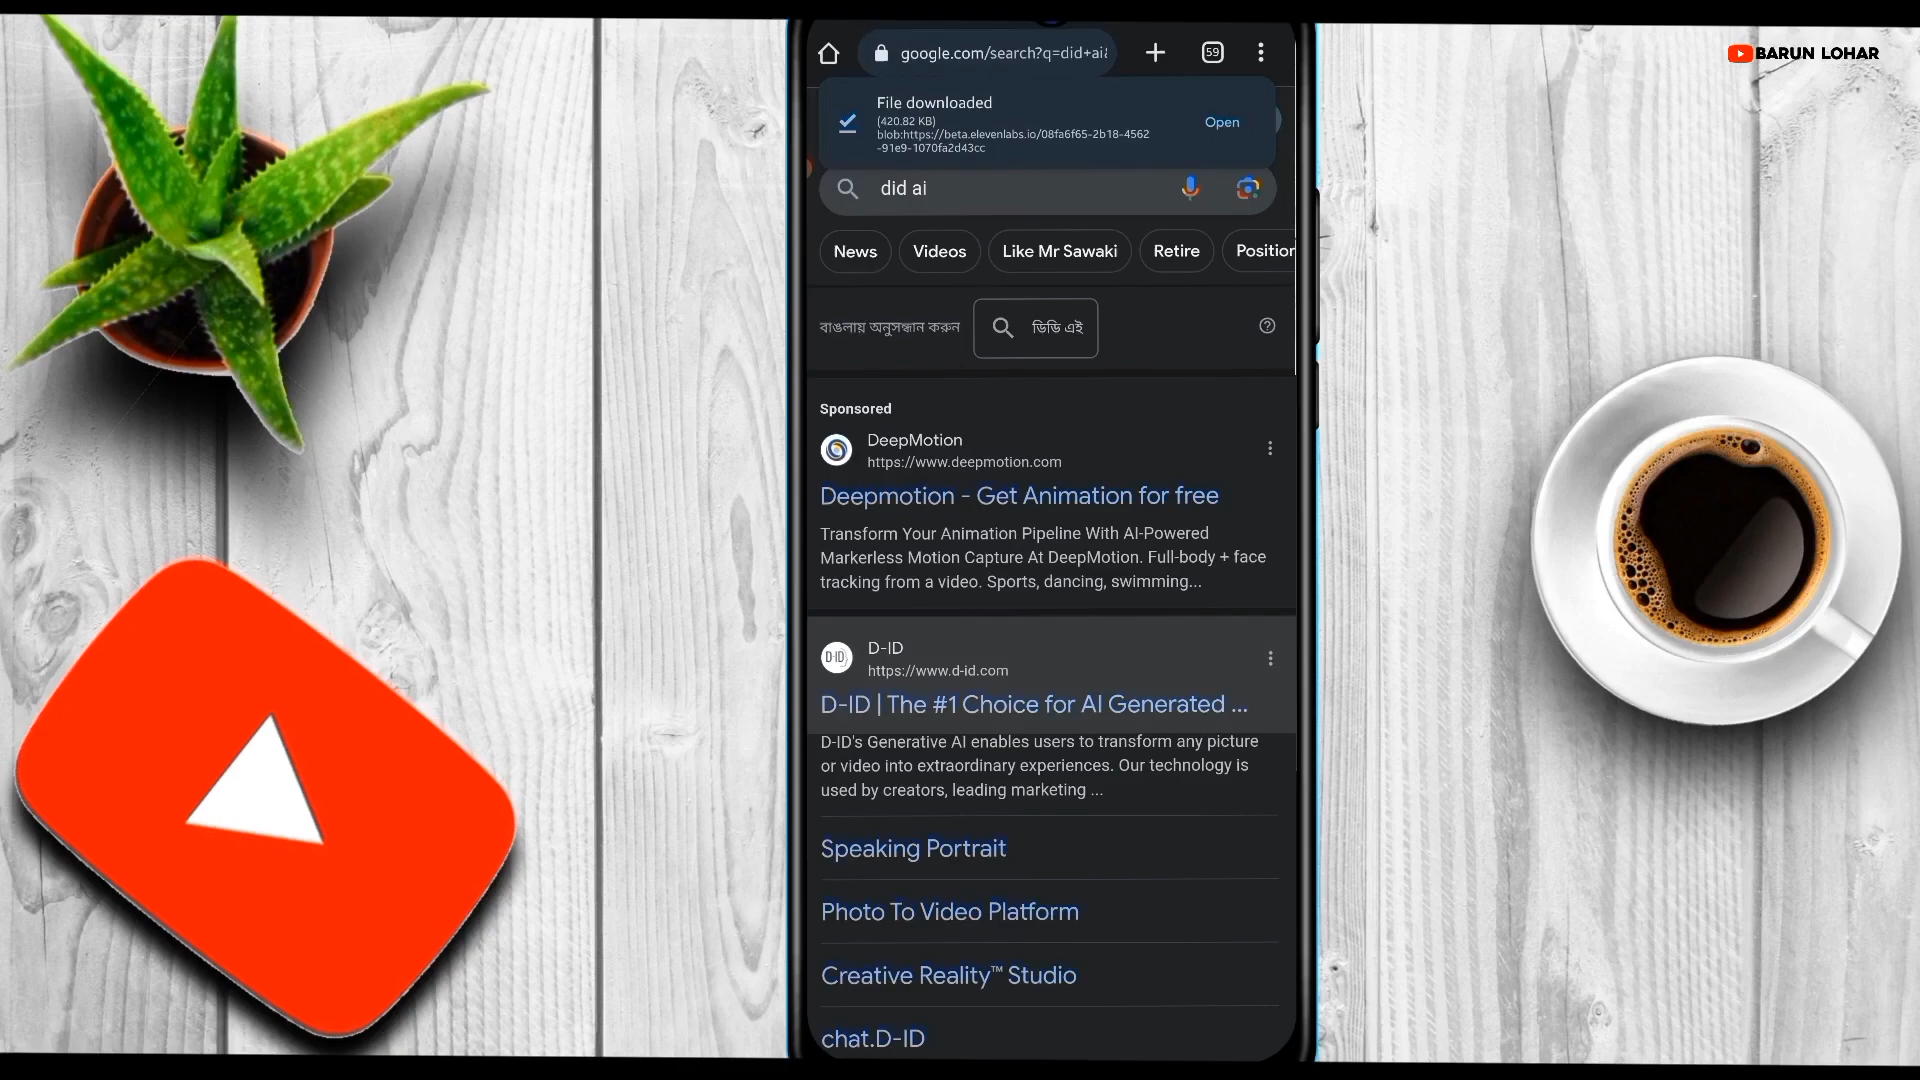 BARUN LOHAR
google.com/search?q=did+ai
59
File downloaded
(420.82 KB)
blob:https://beta.elevenlabs.io/08fa6f65-2b18-4562
-91e9-1070fa2d43cc
Open
did ai
News
Videos
Like Mr Sawaki
Retire
Position
বাঙলায় অনুসন্ধান কৰুন
ডিডি এই
Sponsored
DeepMotion
https://www.deepmotion.com
Deepmotion - Get Animation for free
Transform Your Animation Pipeline With AI-Powered
Markerless Motion Capture At DeepMotion. Full-body + face
tracking from a video. Sports, dancing, swimming...
D-ID
D-ID
https://www.d-id.com
D-ID | The #1 Choice for AI Generated ...
D-ID's Generative AI enables users to transform any picture
or video into extraordinary experiences. Our technology is
used by creators, leading marketing ...
Speaking Portrait
Photo To Video Platform
Creative Reality™ Studio
chat.D-ID